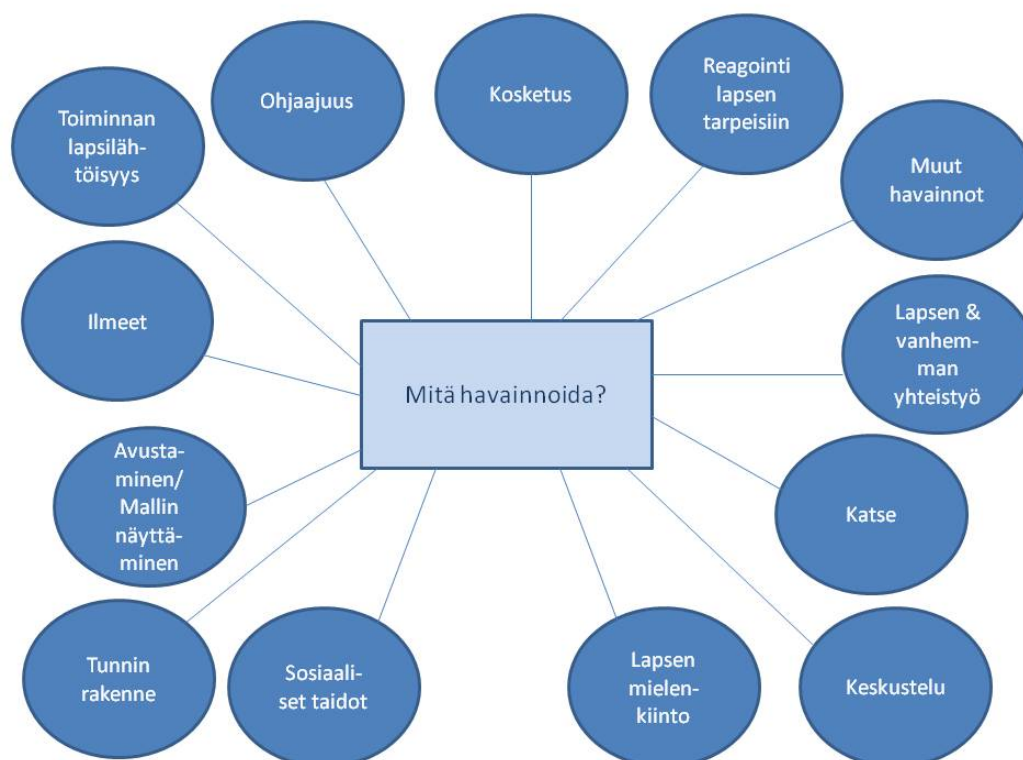 Toiminnan
lapsiläh-
töisyys
Ohjaajuus
Kosketus
Reagointi
lapsen
tarpeisiin
Muut
havainnot
Ilmeet
Mitä havainnoida?
Lapsen &
vanhem-
man
yhteistyö
Avusta-
minen/
Mallin
näyttä-
minen
Katse
Tunnin
rakenne
Sosiaali-
set taidot
Lapsen
mielen-
kiinto
Keskustelu